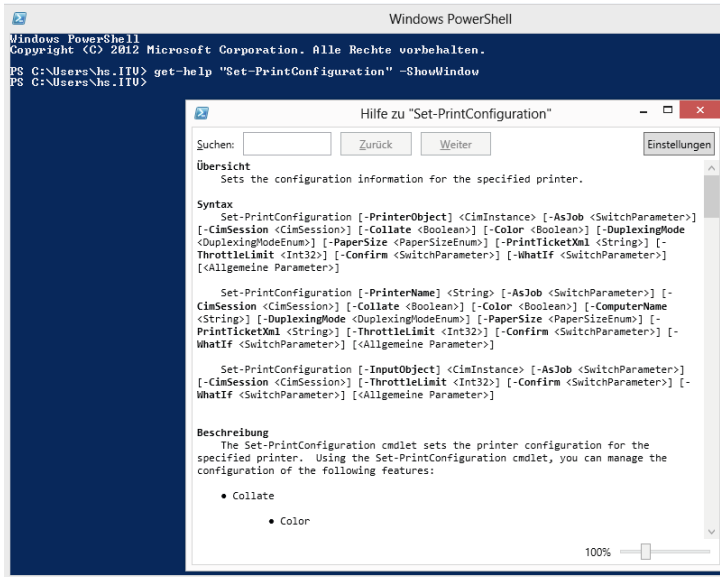 Windows PowerShell
Windows PowerShell
Copyright (C) 2012 Microsoft Corporation. Alle Rechte vorbehalten.
PS C:\Users\hs.ITU> get-help "Set-PrintConfiguration" -ShowWindow
PS C:\Users\hs.ITU>
Hilfe zu "Set-PrintConfiguration"
Suchen: Zurück Weiter Einstellungen
Übersicht
Sets the configuration information for the specified printer.
Syntax
Set-PrintConfiguration [-PrinterObject] <CimInstance> [-AsJob <SwitchParameter>]
[-CimSession <CimSession>] [-Collate <Boolean>] [-Color <Boolean>] [-DuplexingMode
<DuplexingModeEnum>] [-PaperSize <PaperSizeEnum>] [-PrintTicketXml <String>] [-
ThrottleLimit <Int32>] [-Confirm <SwitchParameter>] [-WhatIf <SwitchParameter>]
[<Allgemeine Parameter>]
Set-PrintConfiguration [-PrinterName] <String> [-AsJob <SwitchParameter>] [-
CimSession <CimSession>] [-Collate <Boolean>] [-Color <Boolean>] [-ComputerName
<String>] [-DuplexingMode <DuplexingModeEnum>] [-PaperSize <PaperSizeEnum>] [-
PrintTicketXml <String>] [-ThrottleLimit <Int32>] [-Confirm <SwitchParameter>] [-
WhatIf <SwitchParameter>] [<Allgemeine Parameter>]
Set-PrintConfiguration [-InputObject] <CimInstance> [-AsJob <SwitchParameter>]
[-CimSession <CimSession>] [-ThrottleLimit <Int32>] [-Confirm <SwitchParameter>] [-
WhatIf <SwitchParameter>] [<Allgemeine Parameter>]
Beschreibung
The Set-PrintConfiguration cmdlet sets the printer configuration for the
specified printer.  Using the Set-PrintConfiguration cmdlet, you can manage the
configuration of the following features:
• Collate
• Color
100%